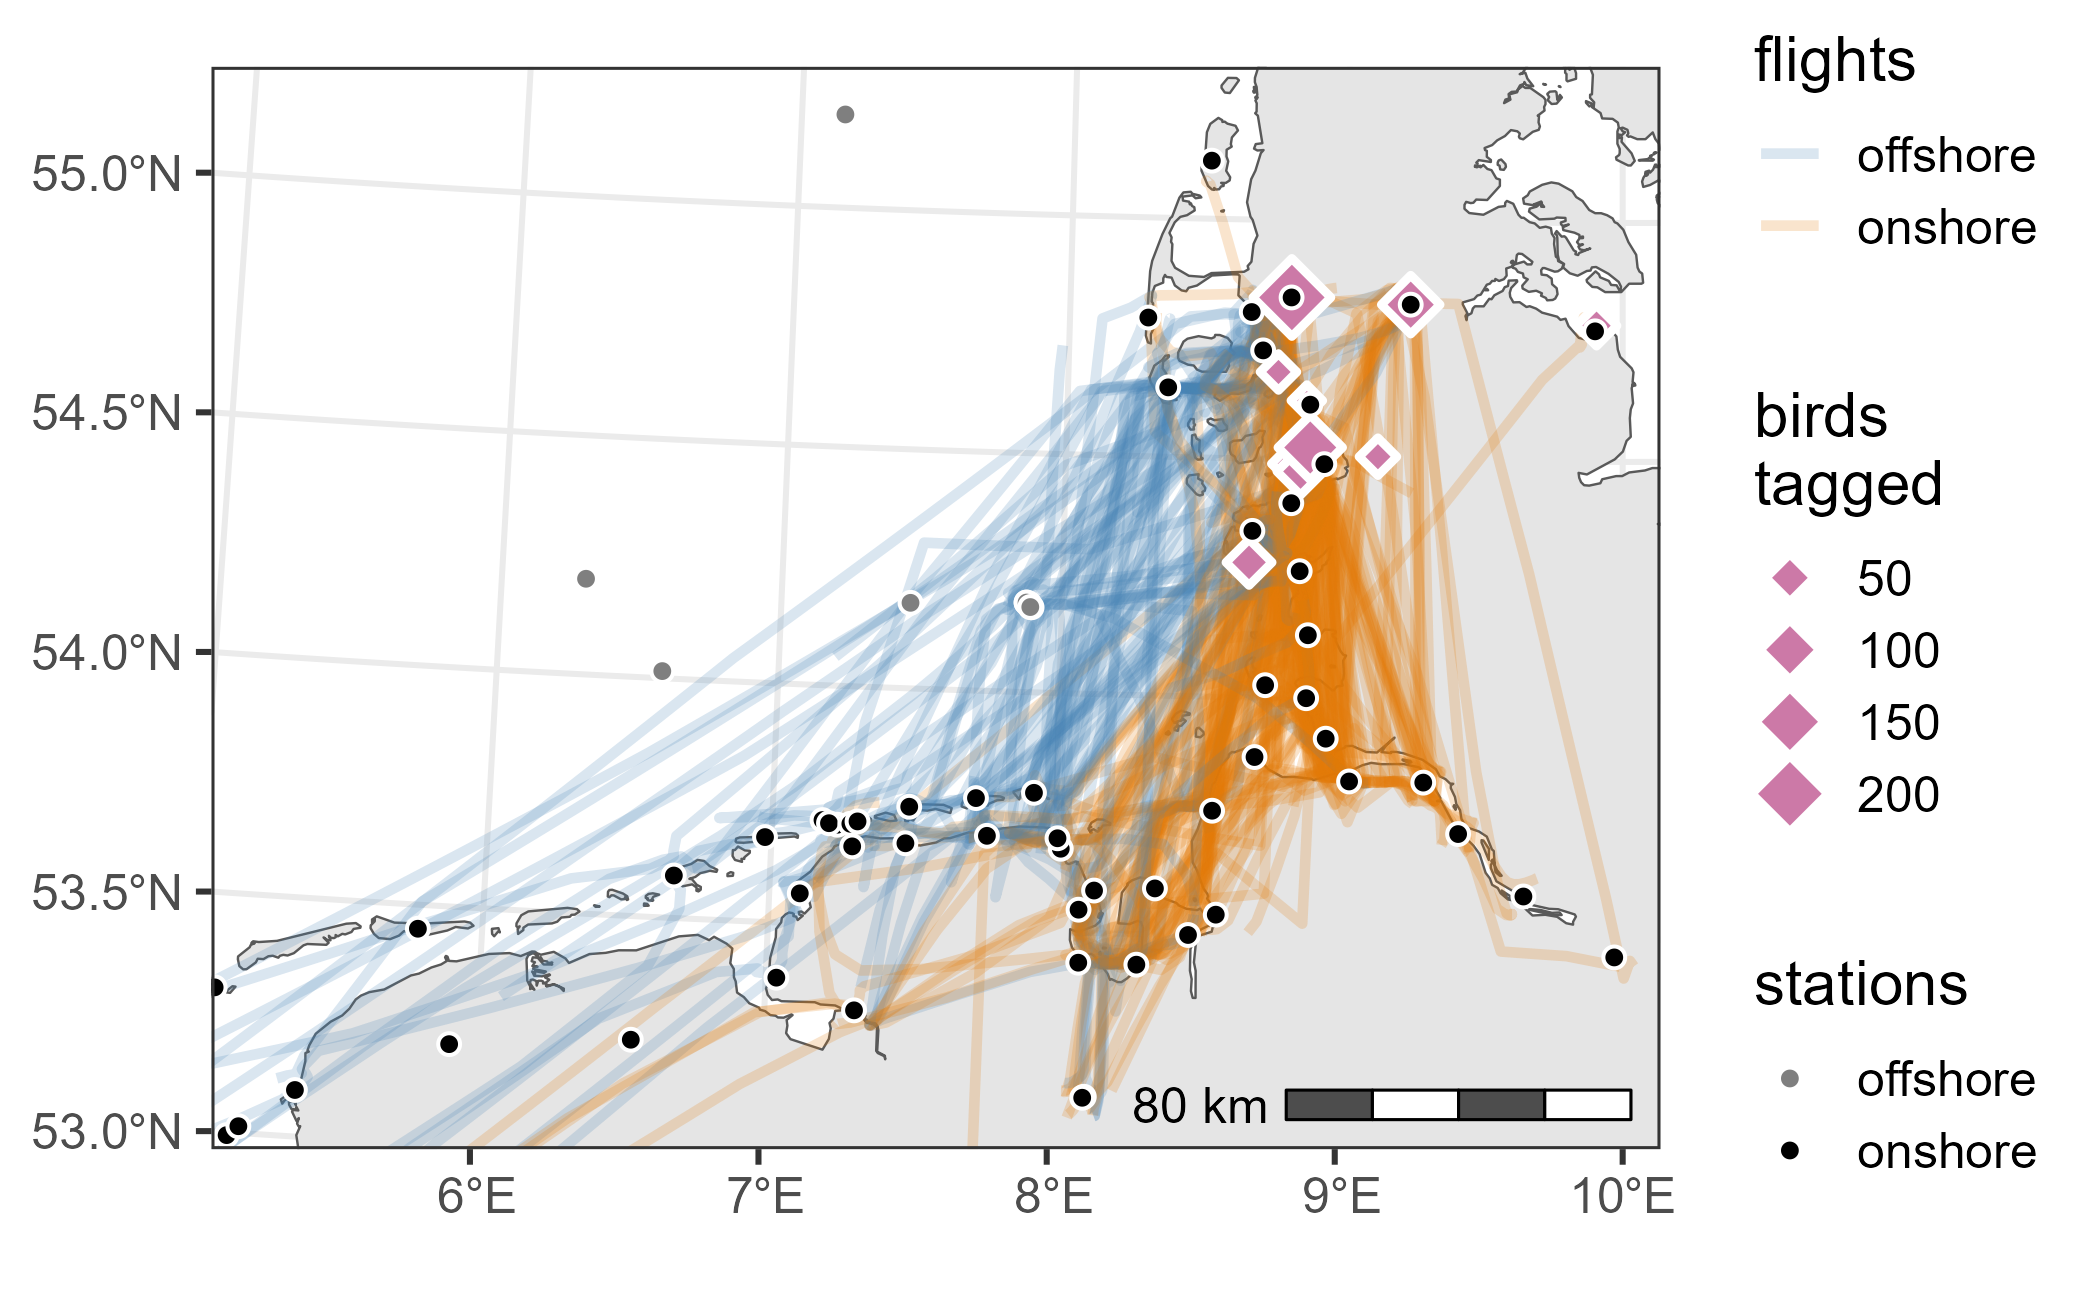 flights
offshore
onshore
birds
tagged
50
100
150
200
stations
offshore
onshore
55.0°N
54.5°N
54.0°N
53.5°N
53.0°N
80 km
6°E
7°E
8°E
9°E
10°E